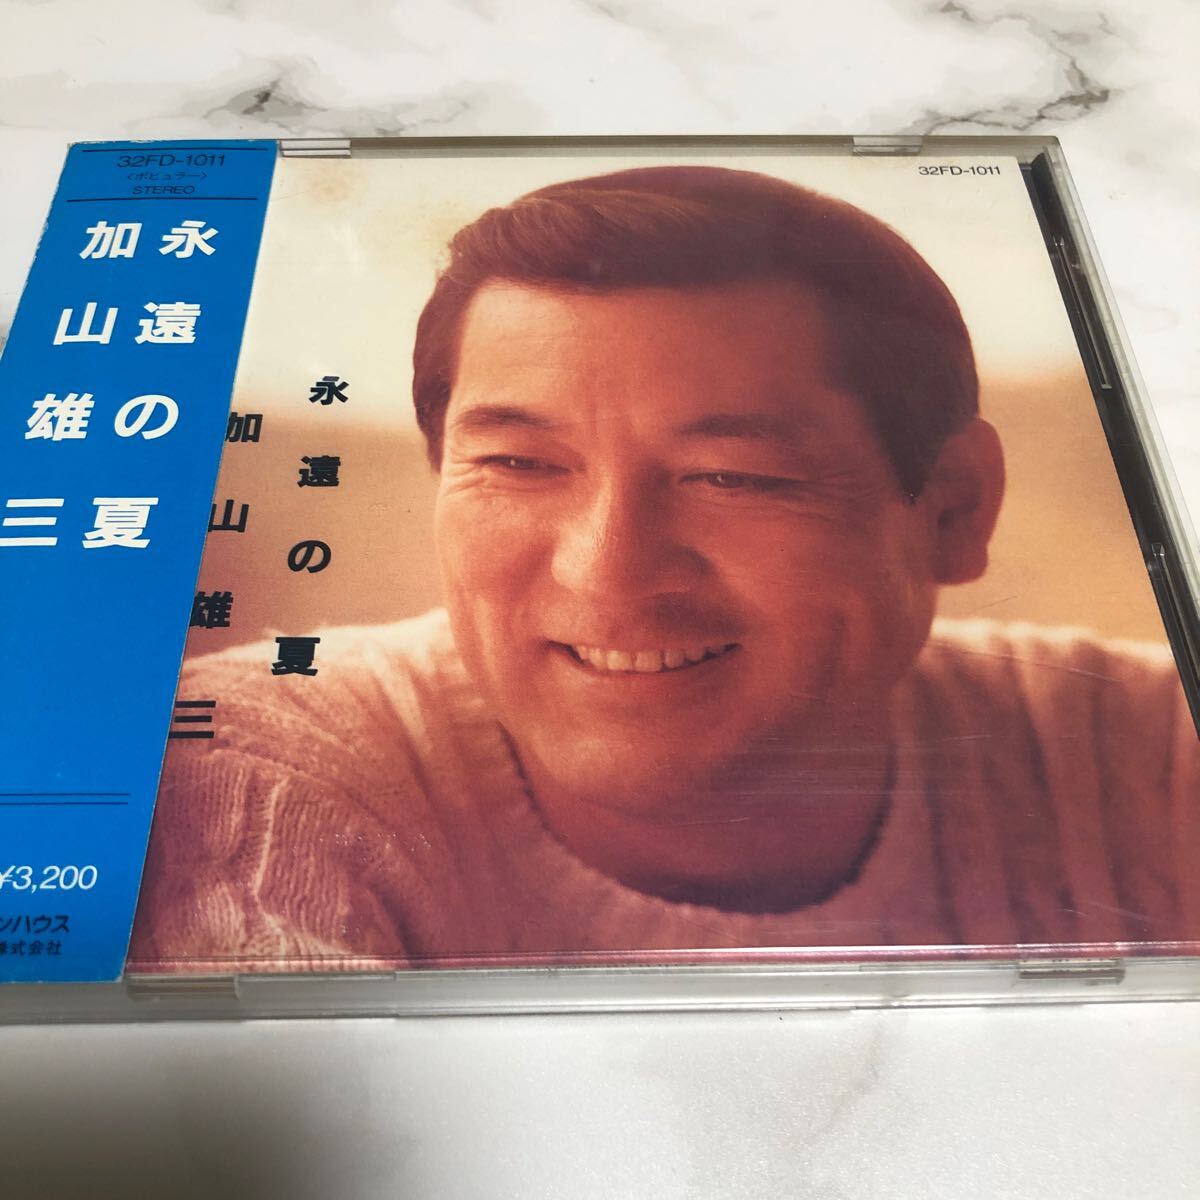 32FD-1011
<ポピュラー>
STEREO
永遠の夏
加山雄三
¥3,200
ンハウス
株式会社
32FD-1011
永遠の夏
加山雄三